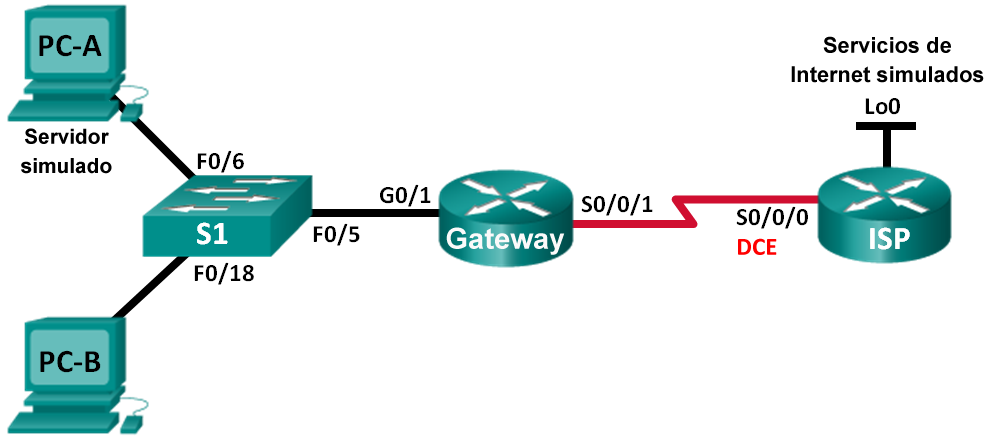 PC-A
Servidor
simulado
F0/6
S1
F0/5
F0/18
PC-B
G0/1
Gateway
S0/0/1
S0/0/0
DCE
ISP
Servicios de
Internet simulados
Lo0